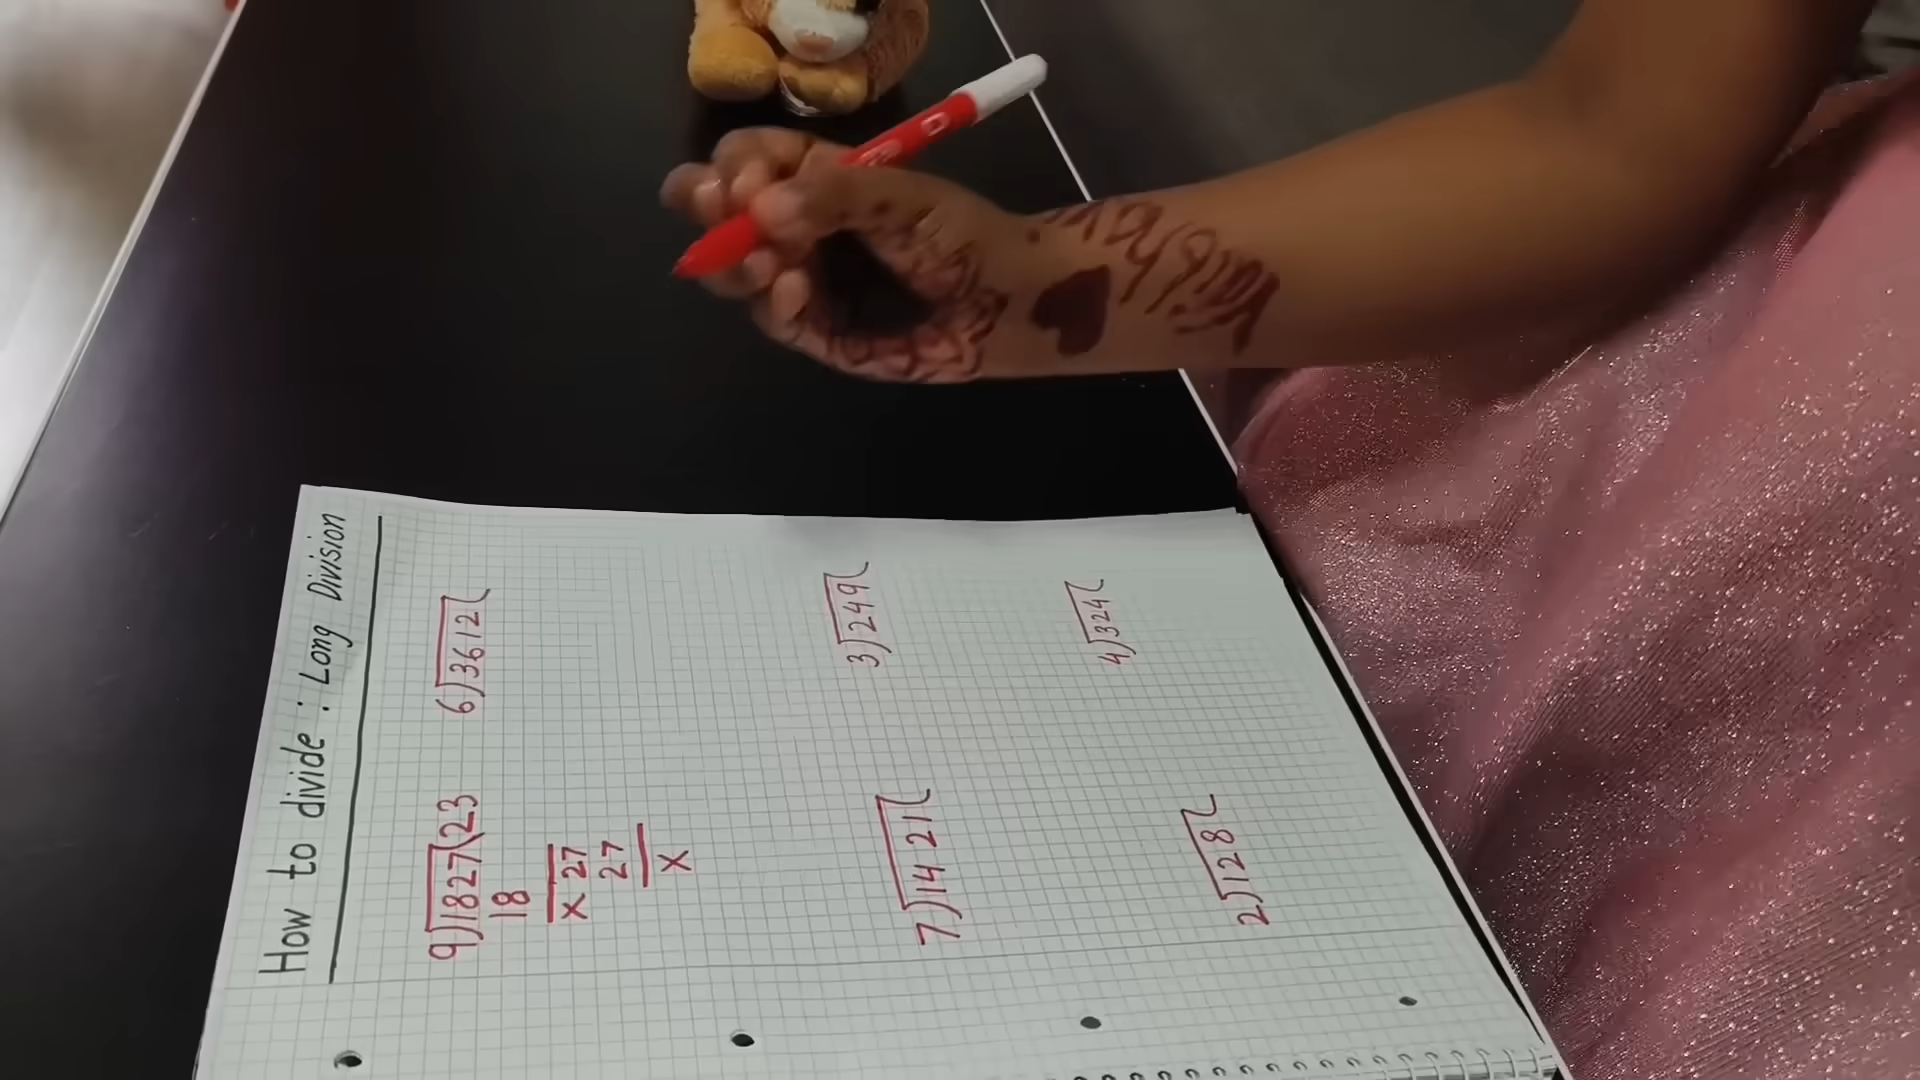 How to divide : Long Division
9)1827(23
18
x 27
27
x
6)3612(
7)1421(
3)249(
2)128(
4)324(